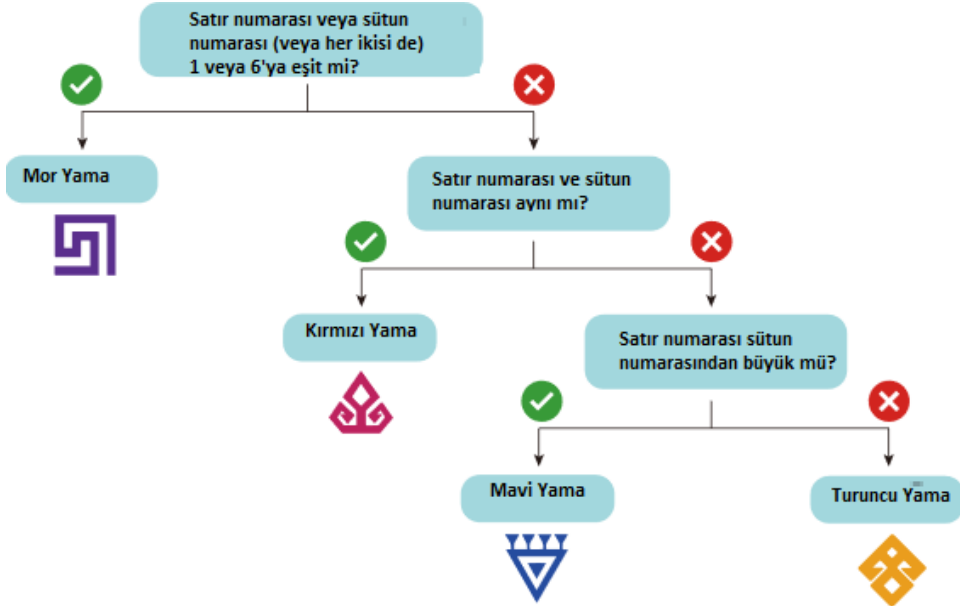 Satır numarası veya sütun
numarası (veya her ikisi de)
1 veya 6'ya eşit mi?
Mor Yama
Satır numarası ve sütun
numarası aynı mı?
Kırmızı Yama
Satır numarası sütun
numarasından büyük mü?
Mavi Yama
Turuncu Yama